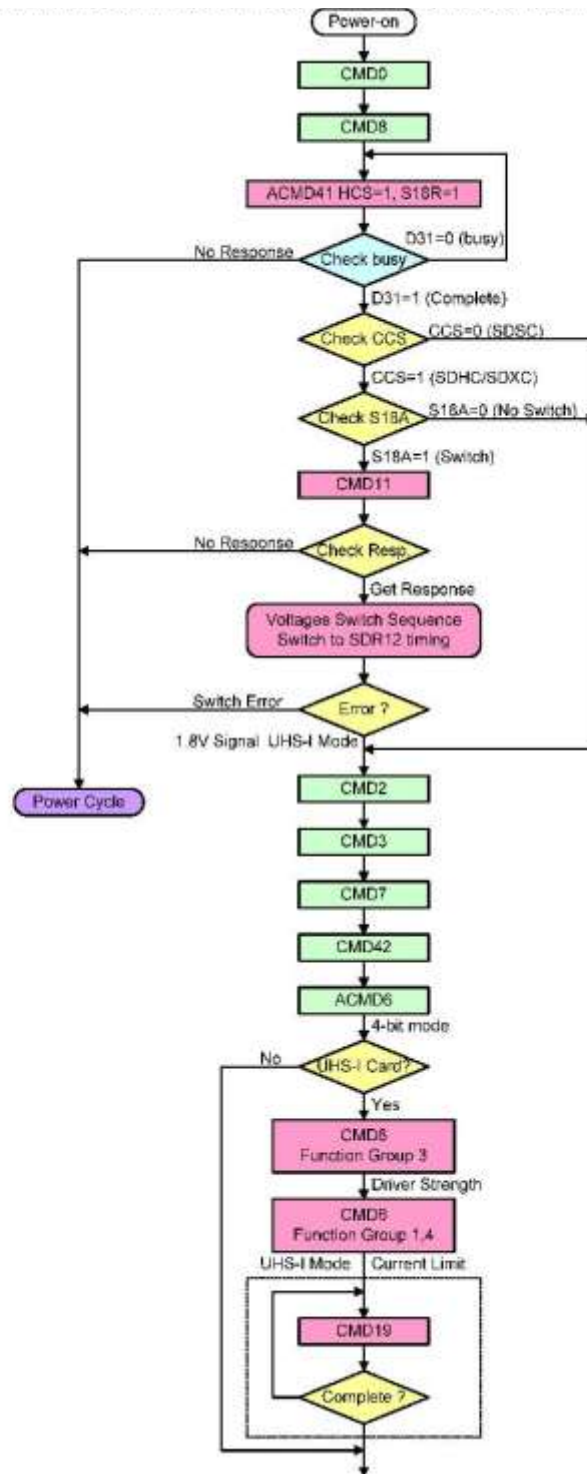 Power-on
CMD0
CMD8
ACMD41 HCS=1, S18R=1
D31=0 (busy)
No Response
Check busy
D31=1 (Complete)
Check CCS
CCS=0 (SDSC)
CCS=1 (SDHC/SDXC)
Check S18A
S18A=0 (No Switch)
S18A=1 (Switch)
CMD11
No Response
Check Resp.
Get Response
Voltages Switch Sequence
Switch to SDR12 timing
Switch Error
Error ?
1.8V Signal UHS-I Mode
CMD2
Power Cycle
CMD3
CMD7
CMD42
ACMD6
4-bit mode
No
UHS-I Card?
Yes
CMD6
Function Group 3
Driver Strength
CMD6
Function Group 1,4
UHS-I Mode
Current Limit
CMD19
Complete ?